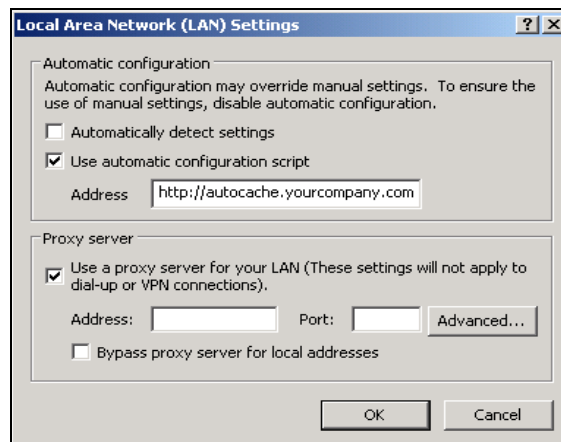 Local Area Network (LAN) Settings
Automatic configuration
Automatic configuration may override manual settings. To ensure the
use of manual settings, disable automatic configuration.
Automatically detect settings
Use automatic configuration script
Address http://autocache.yourcompany.com
Proxy server
Use a proxy server for your LAN (These settings will not apply to
dial-up or VPN connections).
Address: Port: Advanced...
Bypass proxy server for local addresses
OK Cancel